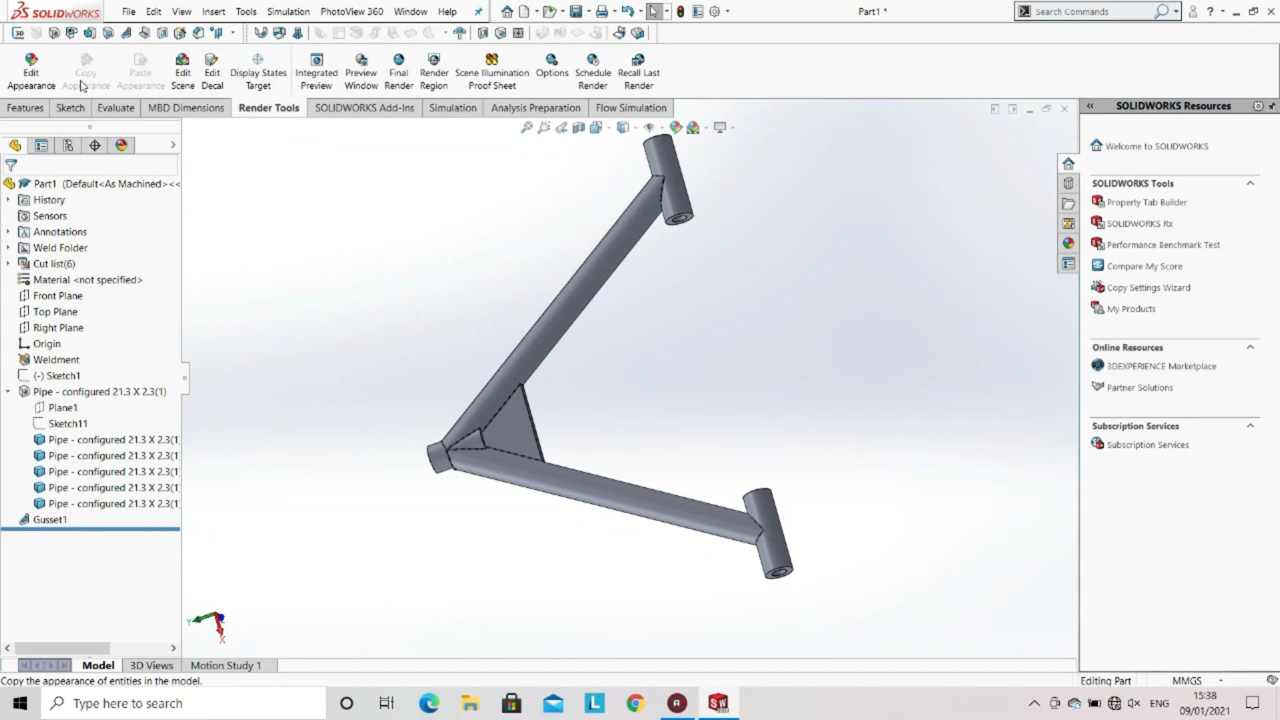 SOLIDWORKS File Edit View Insert Tools Simulation PhotoView 360 Window Help Part1 * Search Commands
Edit Appearance
Copy Appearance
Paste Appearance
Edit Scene
Edit Decal
Display States Target
Integrated Preview
Preview Window
Final Render
Render Region
Scene Illumination Proof Sheet
Options
Schedule Render
Recall Last Render
Features Sketch Evaluate MBD Dimensions Render Tools SOLIDWORKS Add-Ins Simulation Analysis Preparation Flow Simulation
Part1 (Default<As Machined><<
History
Sensors
Annotations
Weld Folder
Cut list(6)
Material <not specified>
Front Plane
Top Plane
Right Plane
Origin
Weldment
(-) Sketch1
Pipe - configured 21.3 X 2.3(1)
Plane1
Sketch11
Pipe - configured 21.3 X 2.3(1
Pipe - configured 21.3 X 2.3(1
Pipe - configured 21.3 X 2.3(1
Pipe - configured 21.3 X 2.3(1
Pipe - configured 21.3 X 2.3(1
Gusset1
Y
X
SOLIDWORKS Resources
Welcome to SOLIDWORKS
SOLIDWORKS Tools
Property Tab Builder
SOLIDWORKS Rx
Performance Benchmark Test
Compare My Score
Copy Settings Wizard
My Products
Online Resources
3DEXPERIENCE Marketplace
Partner Solutions
Subscription Services
Subscription Services
Model 3D Views Motion Study 1
Copy the appearance of entities in the model. Editing Part MMGS
Type here to search
ENG
15:38
09/01/2021